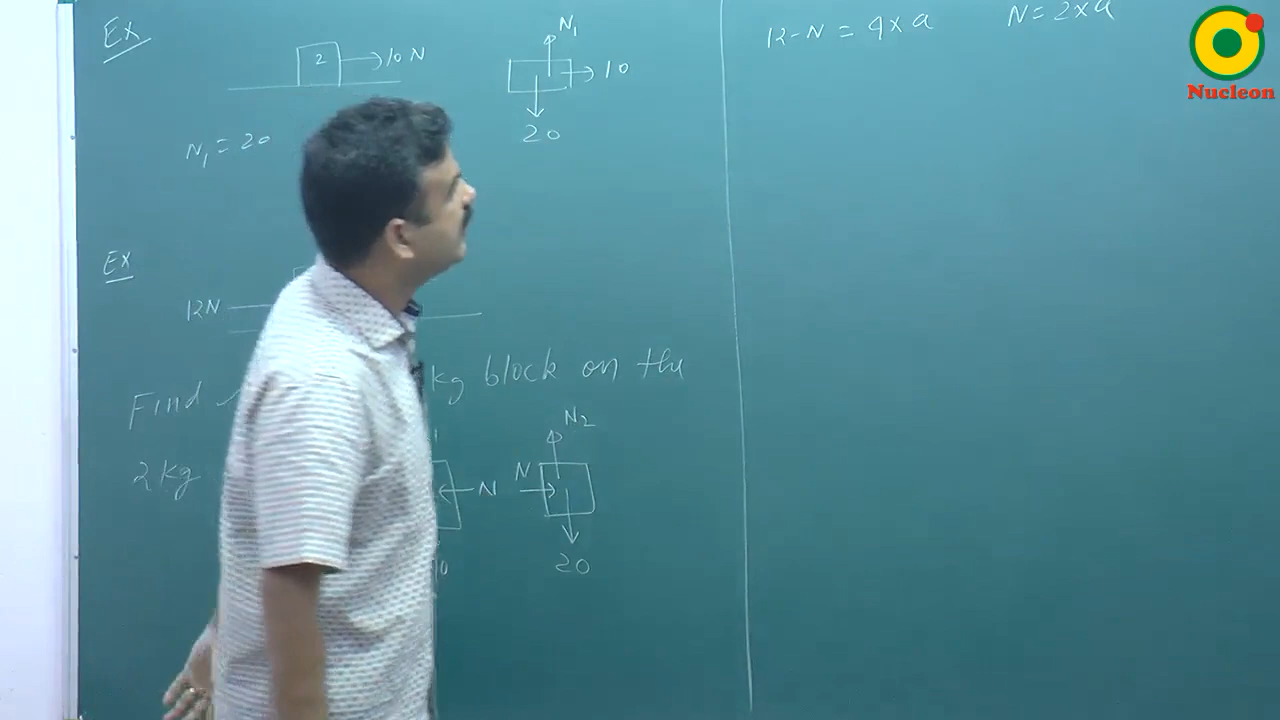 Ex
2 → 10 N
N₁
10
20
N₁ = 20
Ex
12N
Find kg block on the
2 kg
N
N
N₂
20
12-N = 4×a
N = 2×a
Nucleon